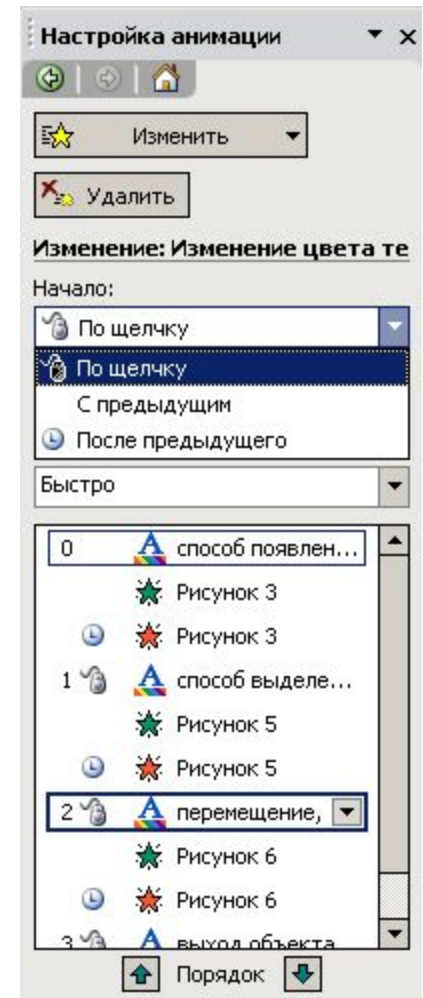 Настройка анимации
Изменить
Удалить
Изменение: Изменение цвета те
Начало:
По щелчку
По щелчку
С предыдущим
После предыдущего
Быстро
0 способ появлен...
Рисунок 3
Рисунок 3
1 способ выделе...
Рисунок 5
Рисунок 5
2 перемещение,
Рисунок 6
Рисунок 6
3 выход объекта
Порядок